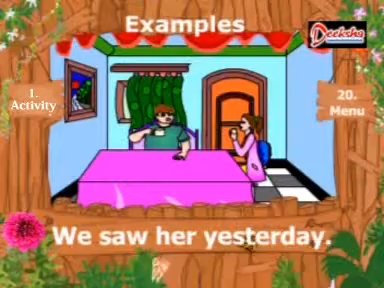 Examples
Deeksha
1.
Activity
20.
Menu
We saw her yesterday.